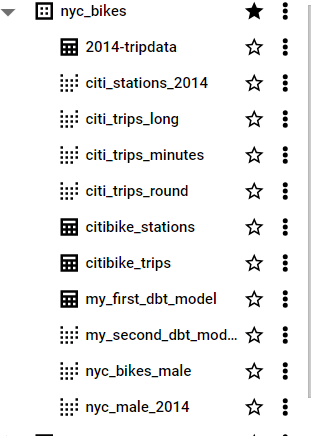 nyc_bikes
2014-tripdata
citi_stations_2014
citi_trips_long
citi_trips_minutes
citi_trips_round
citibike_stations
citibike_trips
my_first_dbt_model
my_second_dbt_mod...
nyc_bikes_male
nyc_male_2014